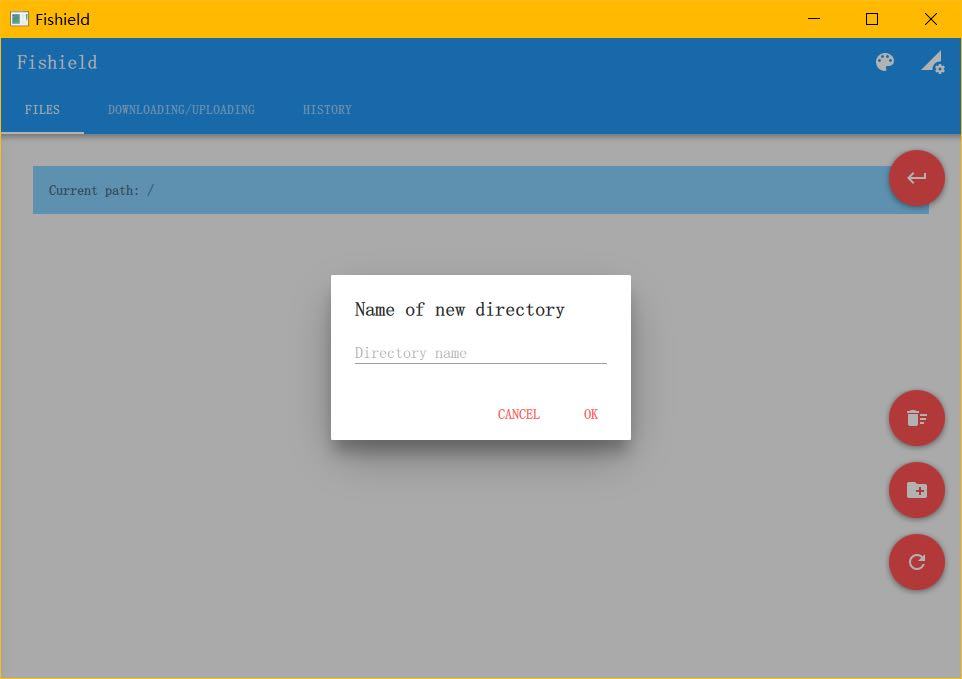 Fishield
Fishield
FILES DOWNLOADING/UPLOADING HISTORY
Current path: /
Name of new directory
Directory name
CANCEL OK